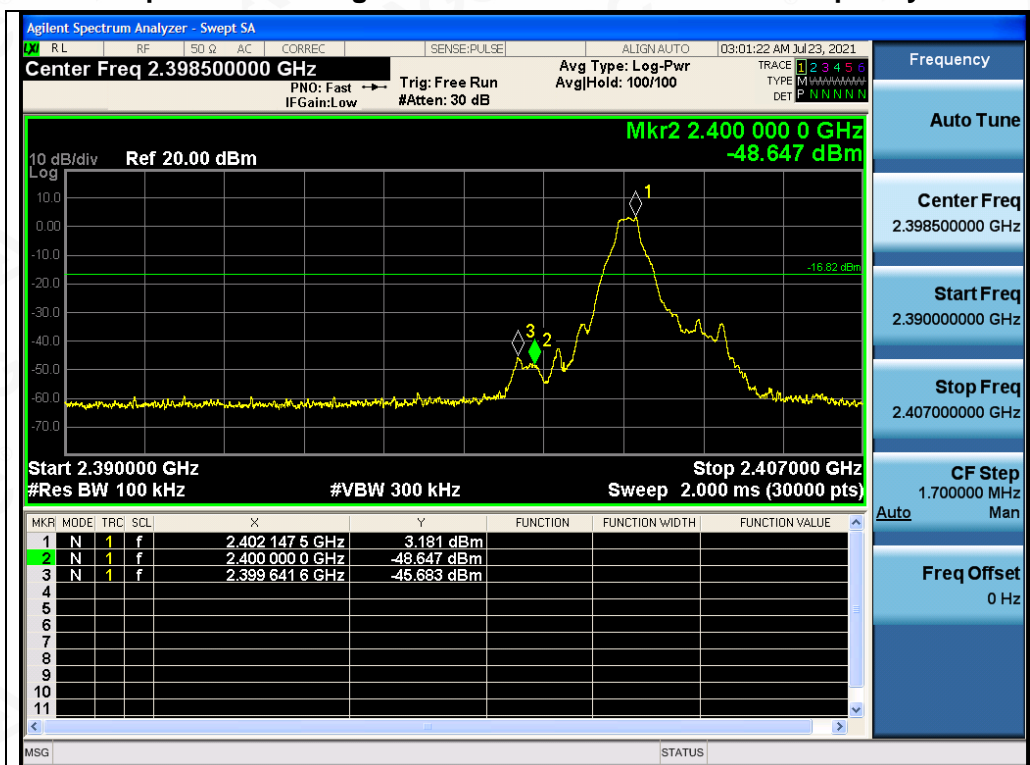 Agilent Spectrum Analyzer - Swept SA
LXI RL RF 50 Ω AC CORREC SENSE:PULSE ALIGN AUTO 03:01:22 AM Jul 23, 2021
Center Freq 2.398500000 GHz
PNO: Fast
IFGain:Low
Trig: Free Run
#Atten: 30 dB
Avg Type: Log-Pwr
Avg|Hold: 100/100
TRACE 1 2 3 4 5 6
TYPE M
DET P N N N N N
Mkr2 2.400 000 0 GHz
-48.647 dBm
10 dB/div Ref 20.00 dBm
Log
10.0
0.00
-10.0
-20.0
-30.0
-40.0
-50.0
-60.0
-70.0
1
-16.82 dBm
3
2
Start 2.390000 GHz Stop 2.407000 GHz
#Res BW 100 kHz #VBW 300 kHz Sweep 2.000 ms (30000 pts)
MKR MODE TRC SCL X Y FUNCTION FUNCTION WIDTH FUNCTION VALUE
1 N 1 f 2.402 147 5 GHz 3.181 dBm
2 N 1 f 2.400 000 0 GHz -48.647 dBm
3 N 1 f 2.399 641 6 GHz -45.683 dBm
4
5
6
7
8
9
10
11
MSG STATUS
Frequency
Auto Tune
Center Freq
2.398500000 GHz
Start Freq
2.390000000 GHz
Stop Freq
2.407000000 GHz
CF Step
1.700000 MHz
Auto Man
Freq Offset
0 Hz